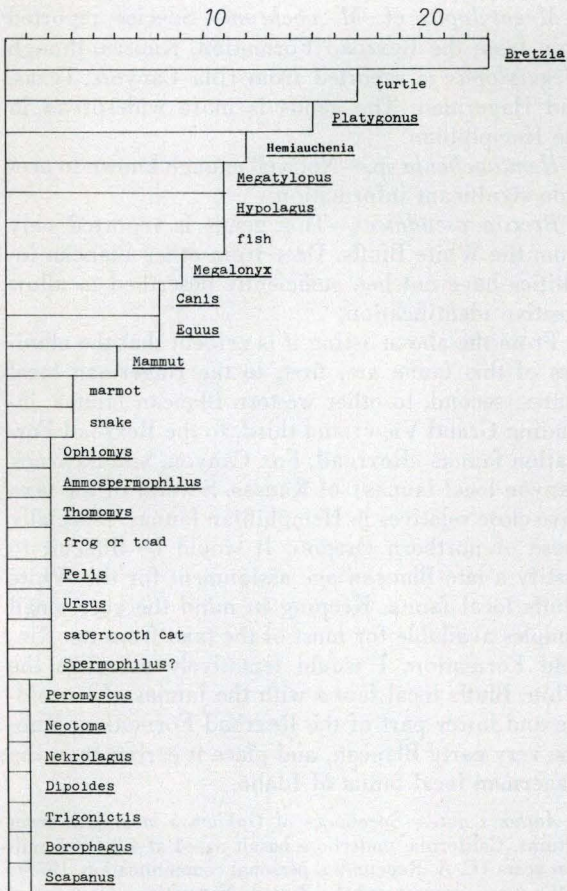 10 20
Bretzia
turtle
Platygonus
Hemiauchenia
Megatylopus
Hypolagus
fish
Megalonyx
Canis
Equus
Mammut
marmot
snake
Ophiomys
Ammospermophilus
Thomomys
frog or toad
Felis
Ursus
sabertooth cat
Spermophilus?
Peromyscus
Neotoma
Nekrolagus
Dipoides
Trigonictis
Borophagus
Scapanus